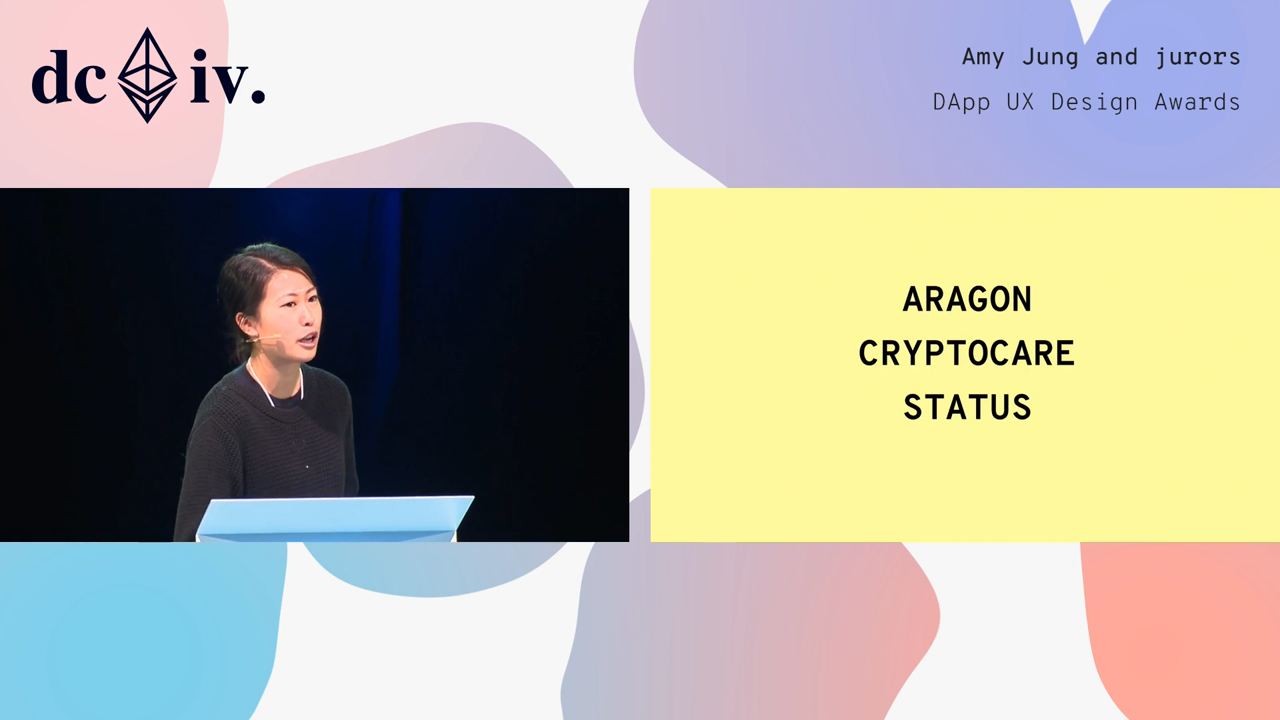 dc iv.
Amy Jung and jurors
DApp UX Design Awards
ARAGON
CRYPTOCARE
STATUS